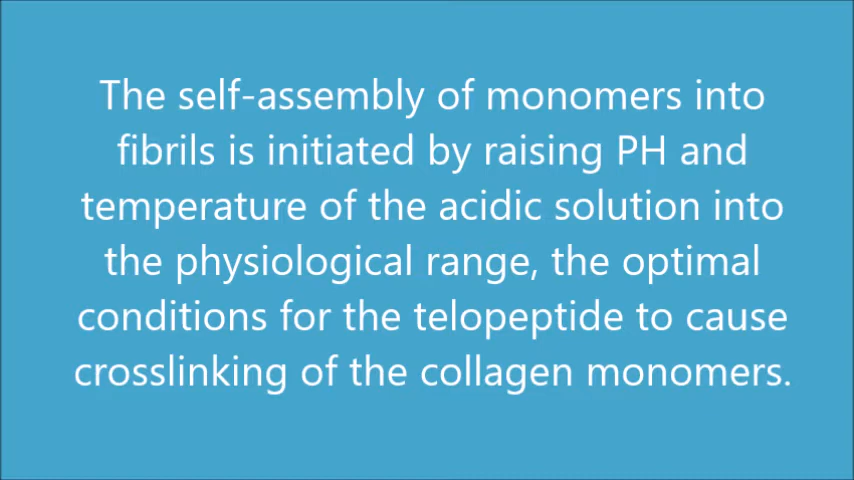 The self-assembly of monomers into
fibrils is initiated by raising PH and
temperature of the acidic solution into
the physiological range, the optimal
conditions for the telopeptide to cause
crosslinking of the collagen monomers.